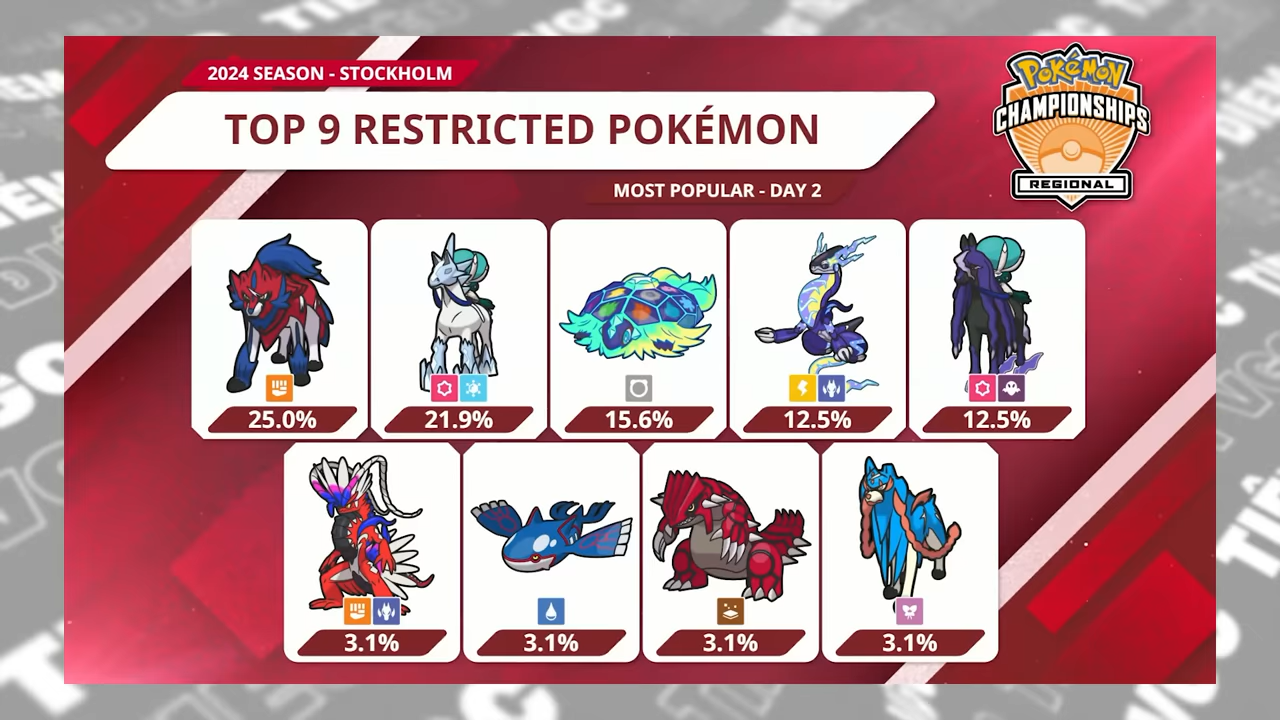 2024 SEASON - STOCKHOLM
TOP 9 RESTRICTED POKÉMON
MOST POPULAR - DAY 2
POKéMON
CHAMPIONSHIPS
REGIONAL
25.0%
21.9%
15.6%
12.5%
12.5%
3.1%
3.1%
3.1%
3.1%